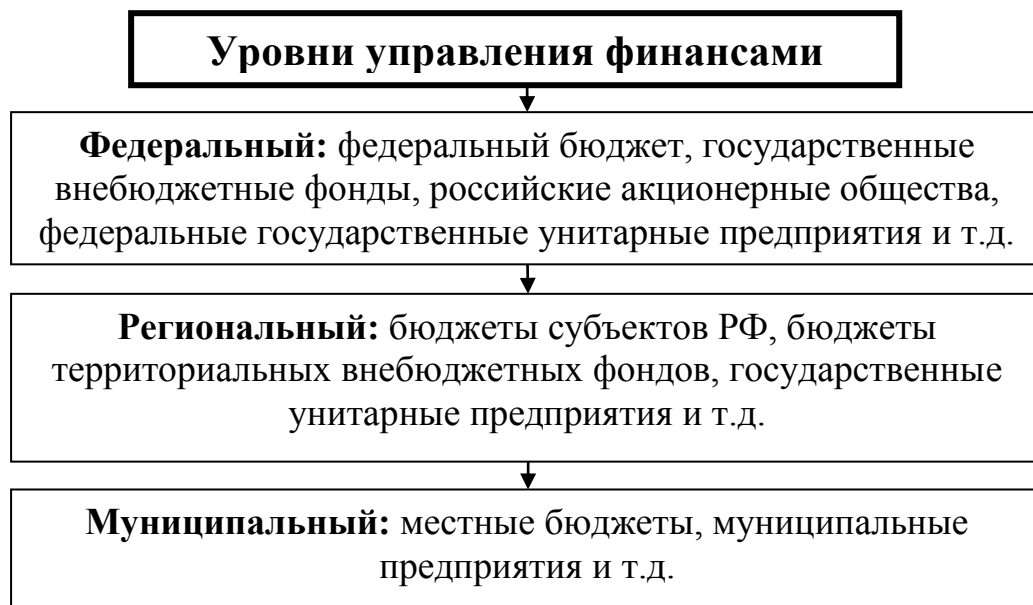 Уровни управления финансами
Федеральный: федеральный бюджет, государственные
внебюджетные фонды, российские акционерные общества,
федеральные государственные унитарные предприятия и т.д.
Региональный: бюджеты субъектов РФ, бюджеты
территориальных внебюджетных фондов, государственные
унитарные предприятия и т.д.
Муниципальный: местные бюджеты, муниципальные
предприятия и т.д.